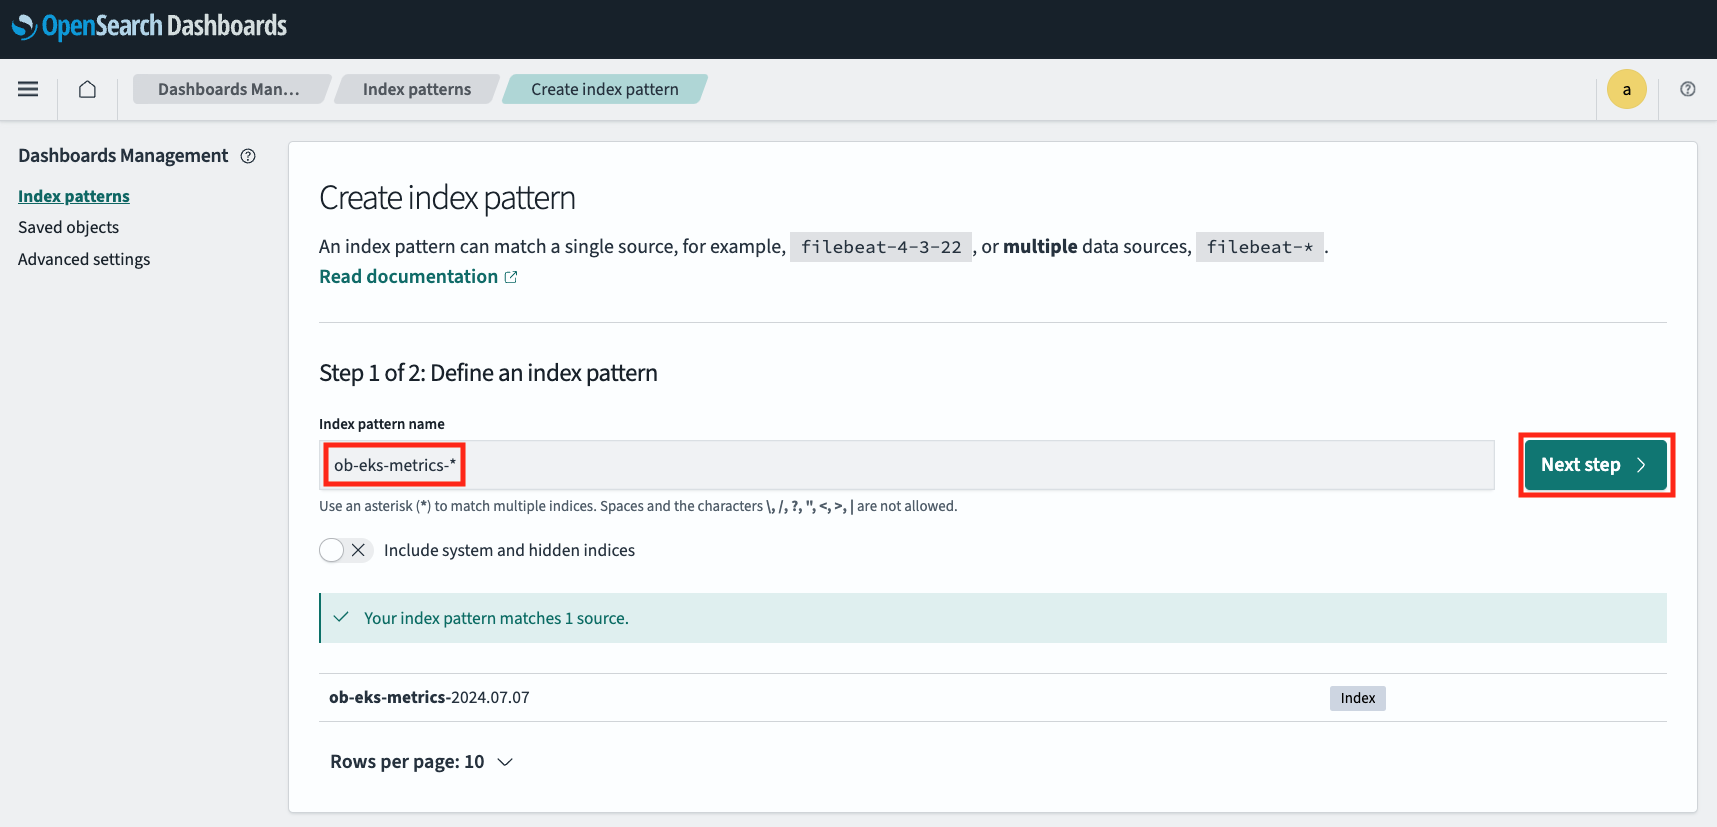 OpenSearch Dashboards
Dashboards Man... Index patterns Create index pattern a
Dashboards Management
Index patterns
Saved objects
Advanced settings
Create index pattern
An index pattern can match a single source, for example, filebeat-4-3-22 , or multiple data sources, filebeat-* .
Read documentation
Step 1 of 2: Define an index pattern
Index pattern name
ob-eks-metrics-*
Next step
Use an asterisk (*) to match multiple indices. Spaces and the characters \, /, ?, ", <, >, | are not allowed.
Include system and hidden indices
Your index pattern matches 1 source.
ob-eks-metrics-2024.07.07 Index
Rows per page: 10